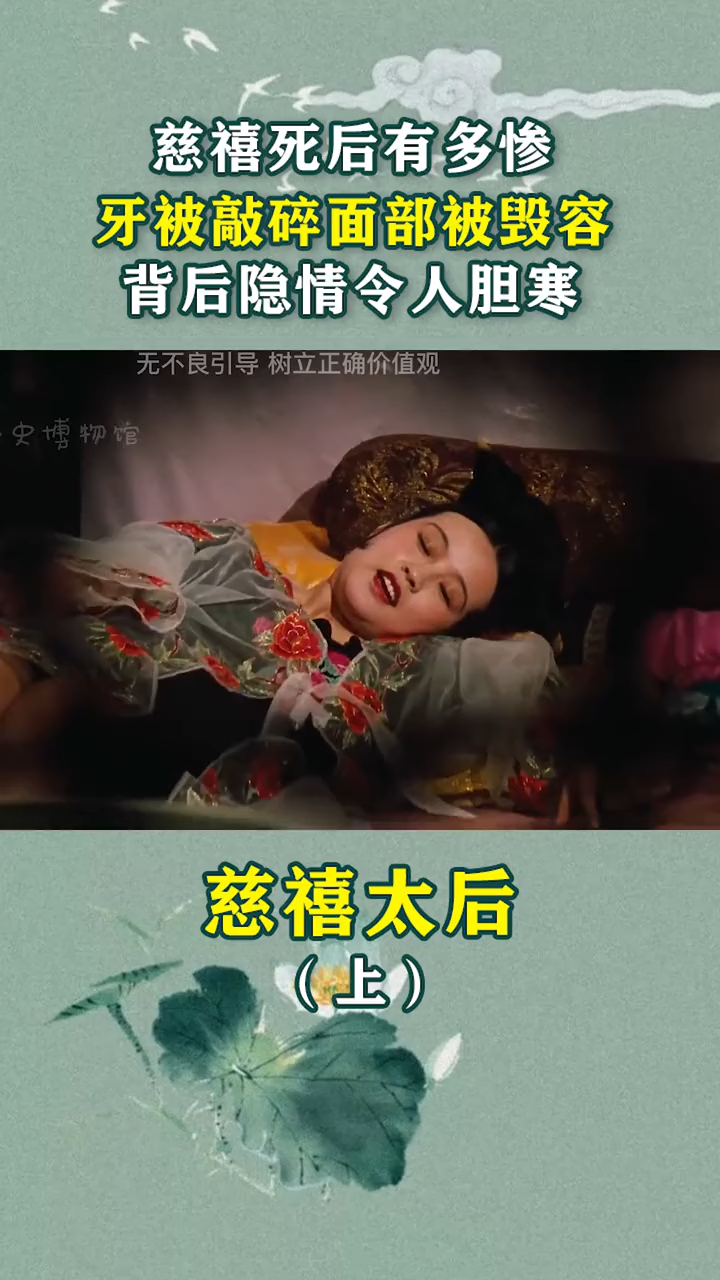 慈禧死后有多惨
牙被敲碎面部被毁容
背后隐情令人胆寒
无不良引导 树立正确价值观
史博物馆
慈禧太后
（上）